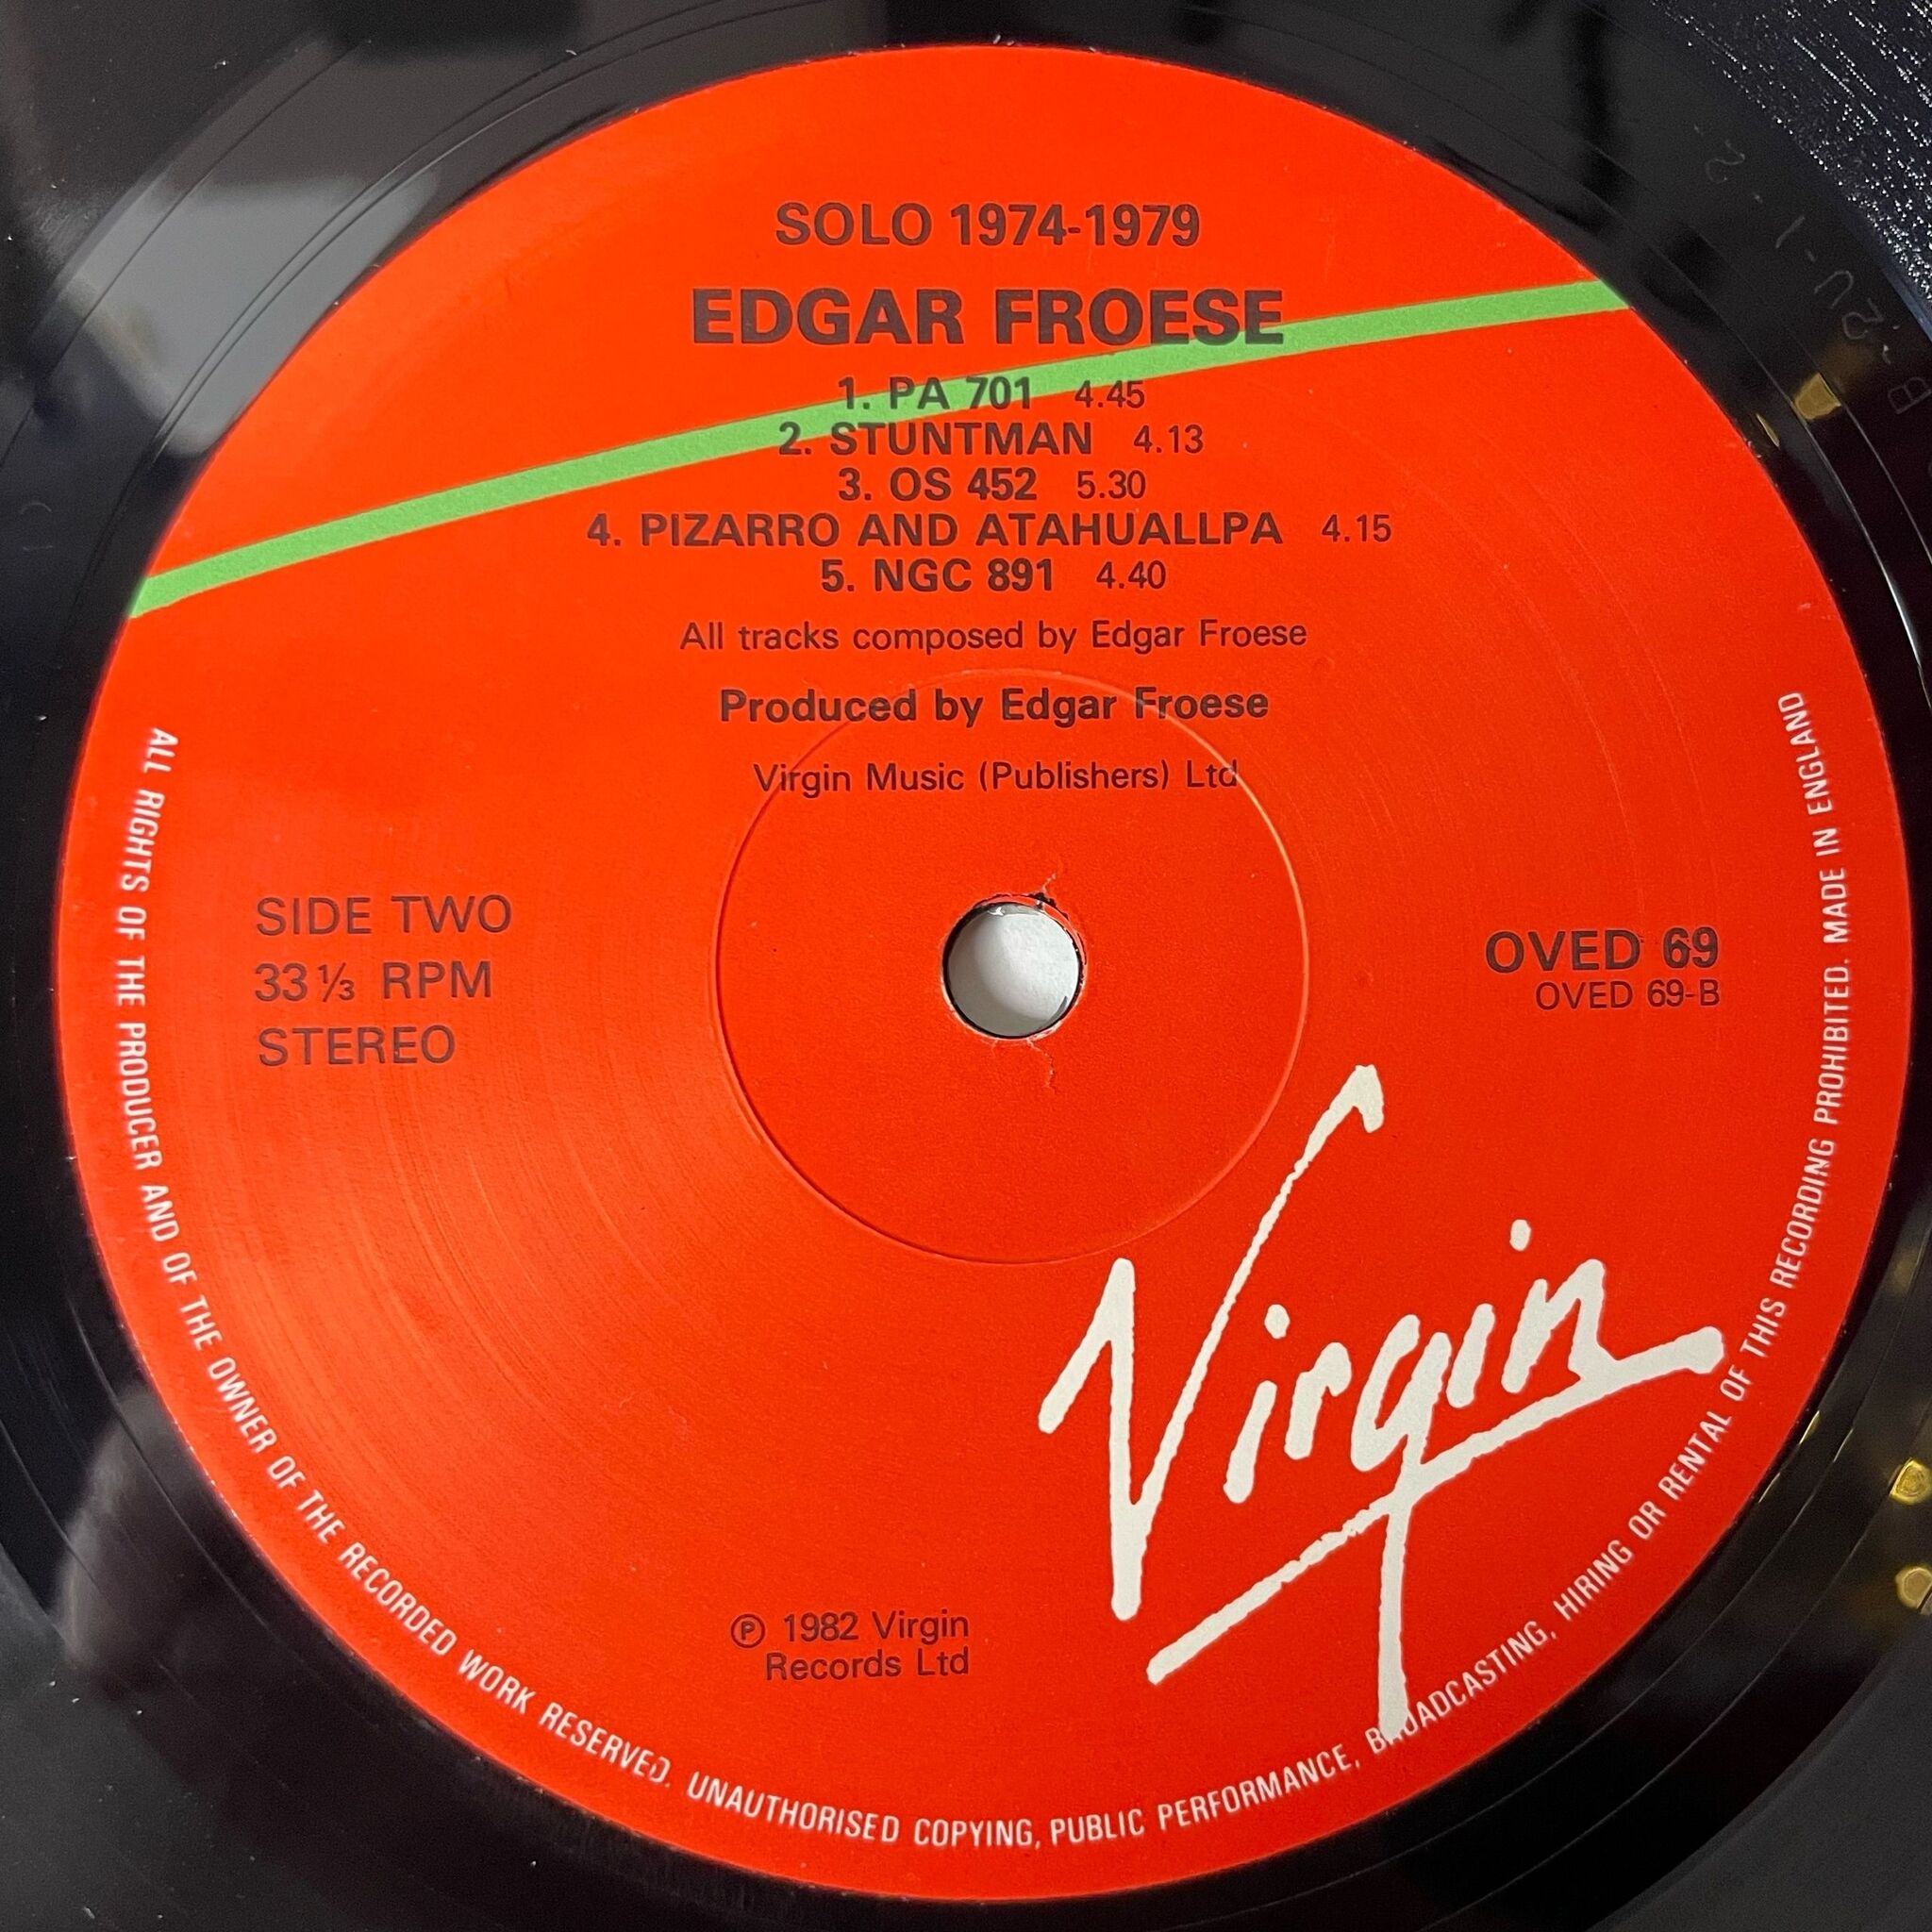 SOLO 1974-1979
EDGAR FROESE
1. PA 701 4.45
2. STUNTMAN 4.13
3. OS 452 5.30
4. PIZARRO AND ATAHUALLPA 4.15
5. NGC 891 4.40
All tracks composed by Edgar Froese
Produced by Edgar Froese
Virgin Music (Publishers) Ltd
SIDE TWO
33⅓ RPM
STEREO
OVED 69
OVED 69-B
Virgin
℗ 1982 Virgin
Records Ltd
ALL RIGHTS OF THE PRODUCER AND OF THE OWNER OF THE RECORDED WORK RESERVED. UNAUTHORISED COPYING, PUBLIC PERFORMANCE, BROADCASTING, HIRING OR RENTAL OF THIS RECORDING PROHIBITED. MADE IN ENGLAND